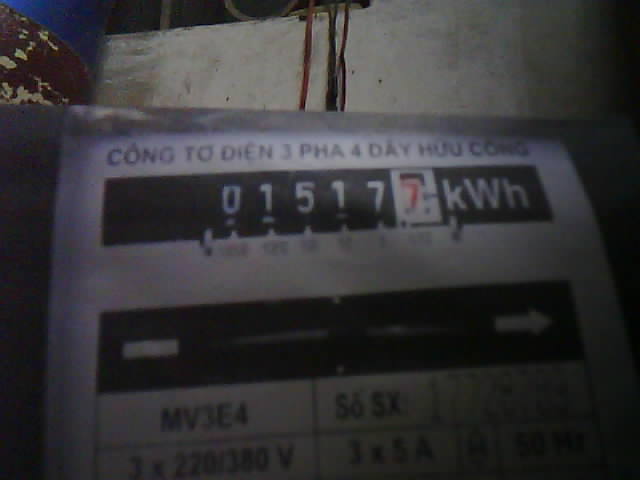 CÔNG TƠ ĐIỆN 3 PHA 4 DÂY HỮU CÔNG
015177 kWh
MV3E4 Số SX:
3 x 220/380 V 3 x 5 A 50 Hz